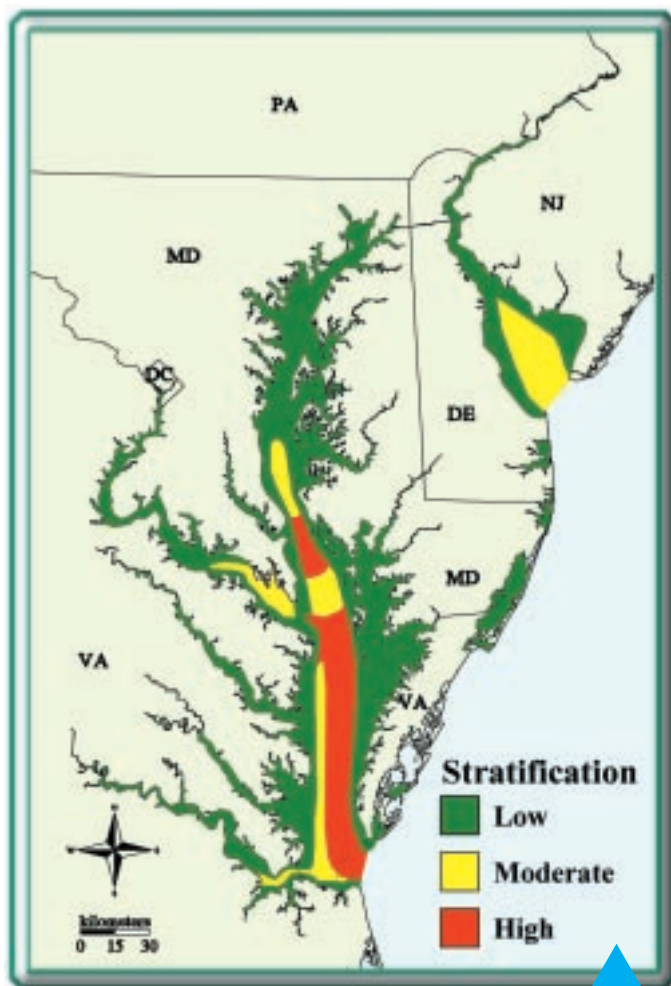 PA
NJ
MD
DC
DE
MD
VA
VA
Stratification
Low
Moderate
High
N
kilometers
0 15 30